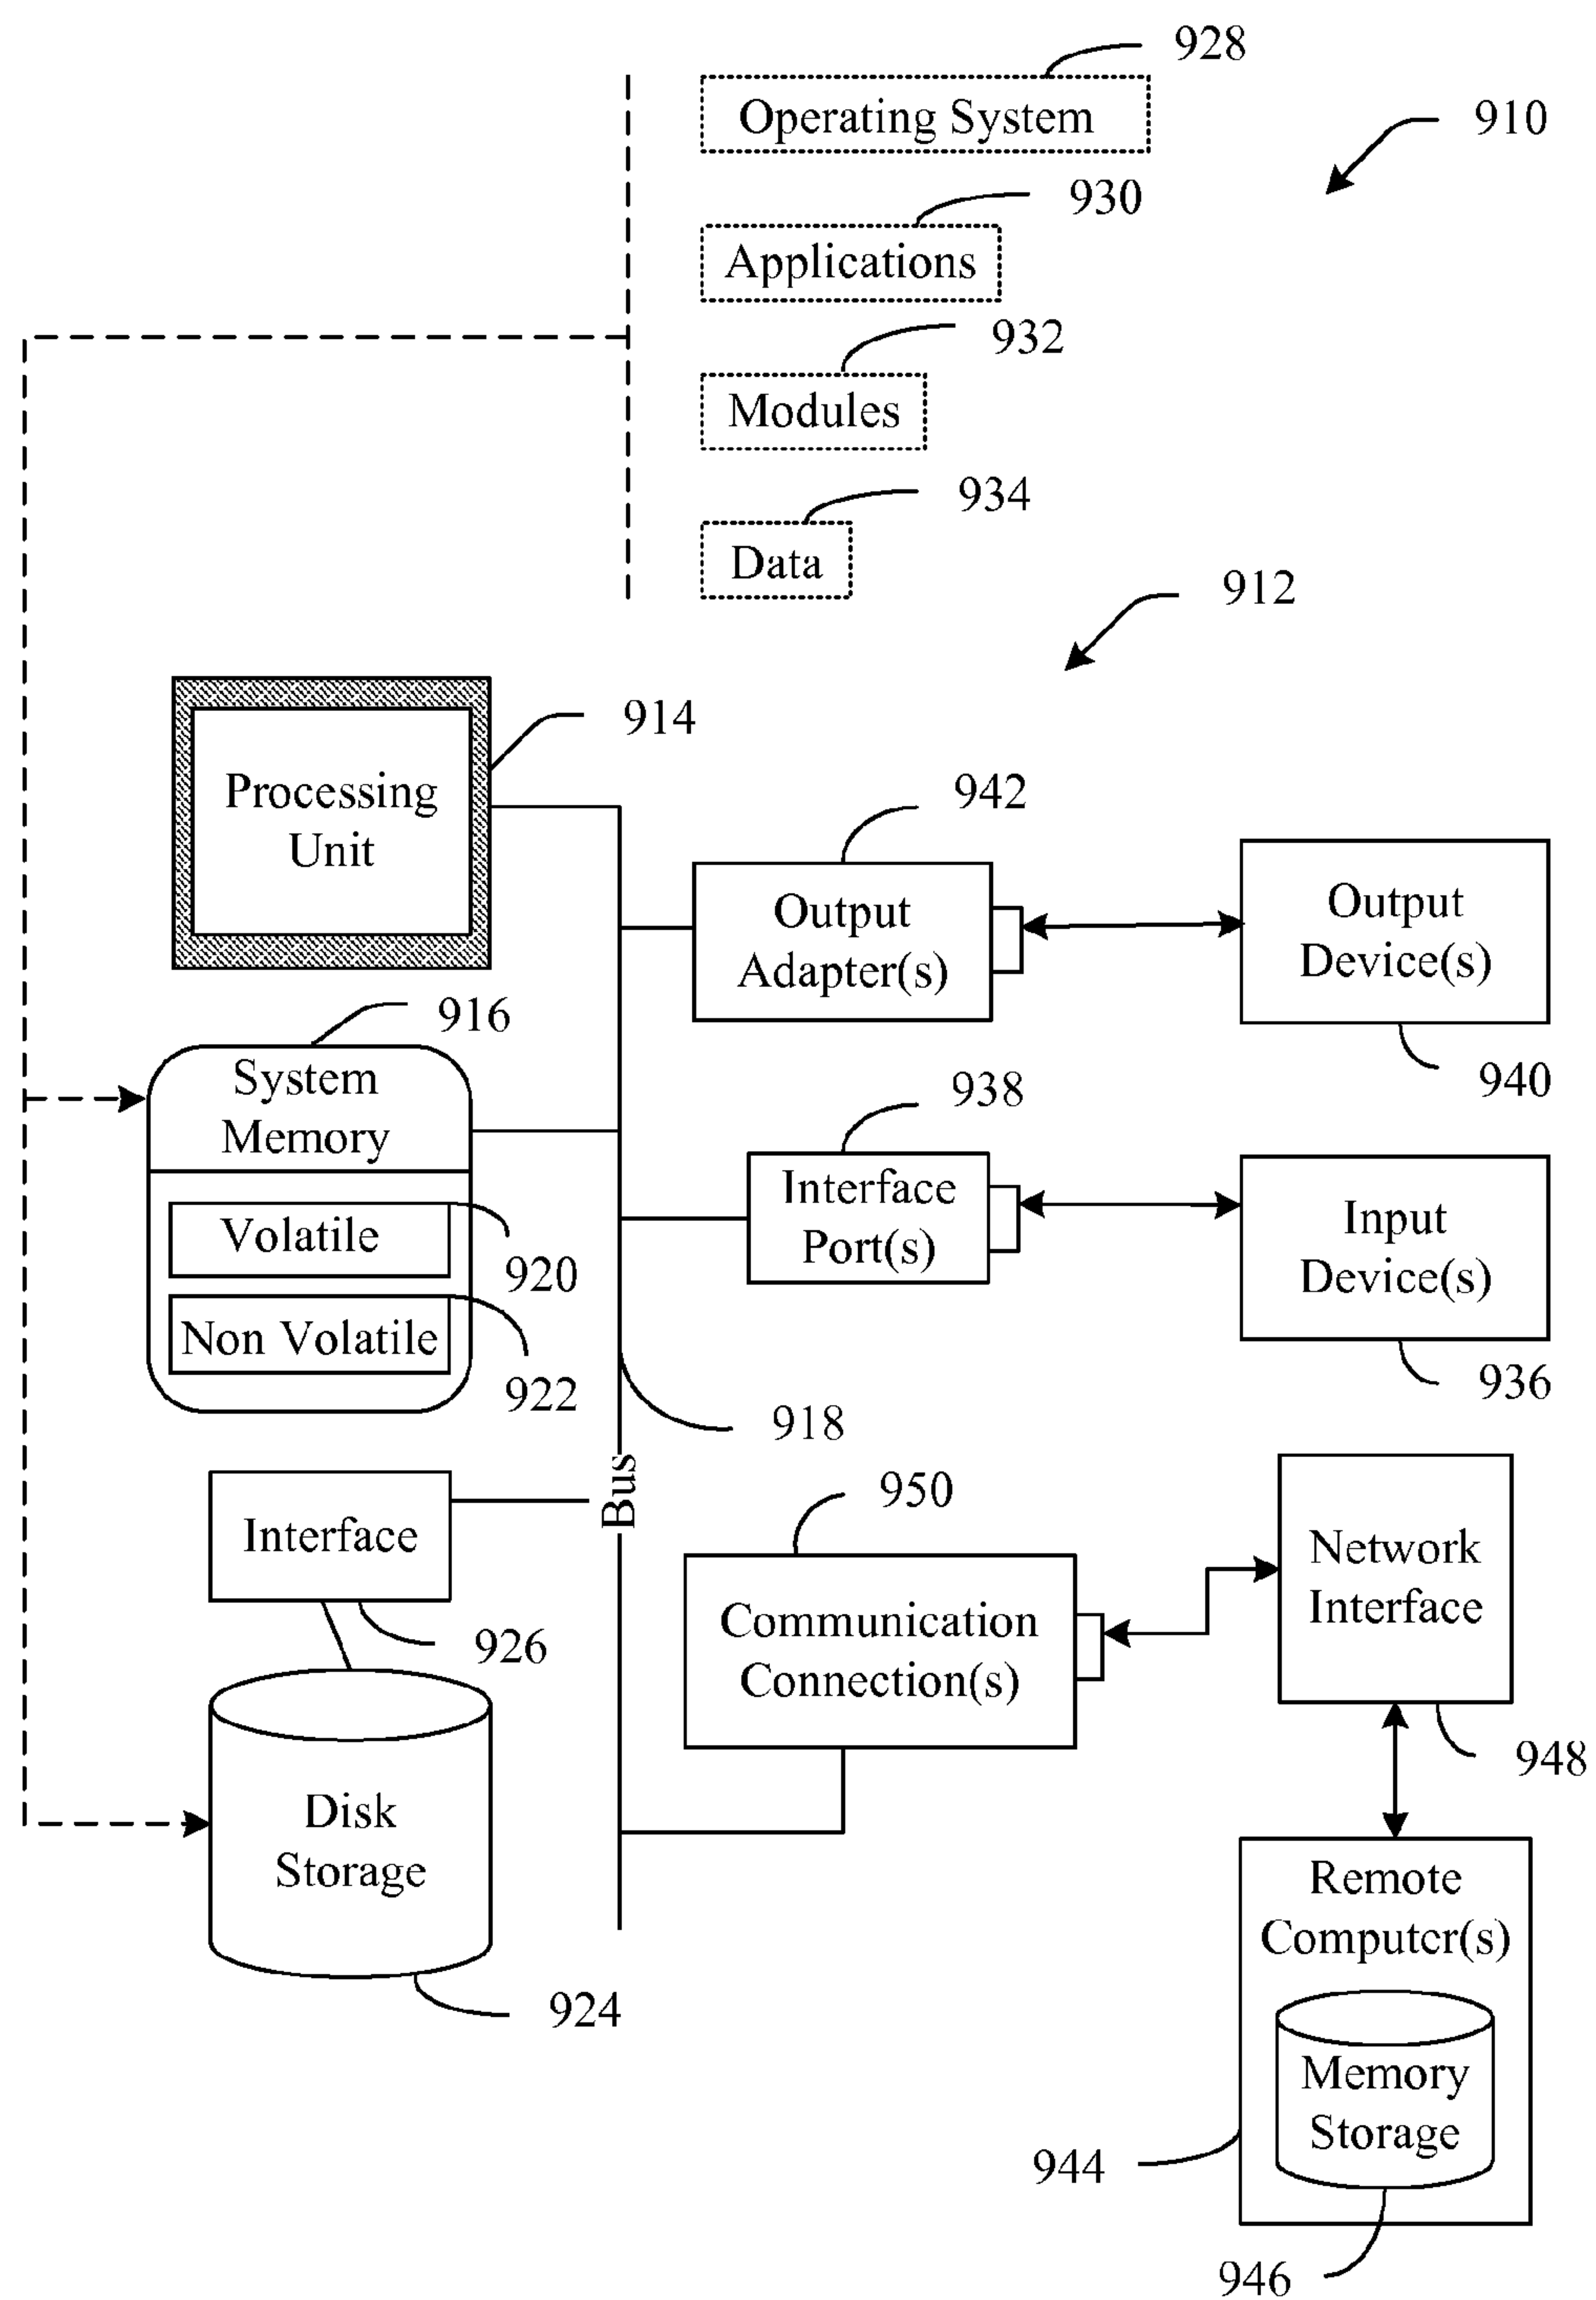 928
Operating System
910
930
Applications
932
Modules
934
Data
912
914
Processing
Unit
942
Output
Adapter(s)
Output
Device(s)
940
916
System
Memory
938
Interface
Port(s)
Input
Device(s)
936
Volatile
920
Non Volatile
922
918
Bus
950
Interface
926
Communication
Connection(s)
Network
Interface
948
Disk
Storage
924
Remote
Computer(s)
Memory
Storage
944
946